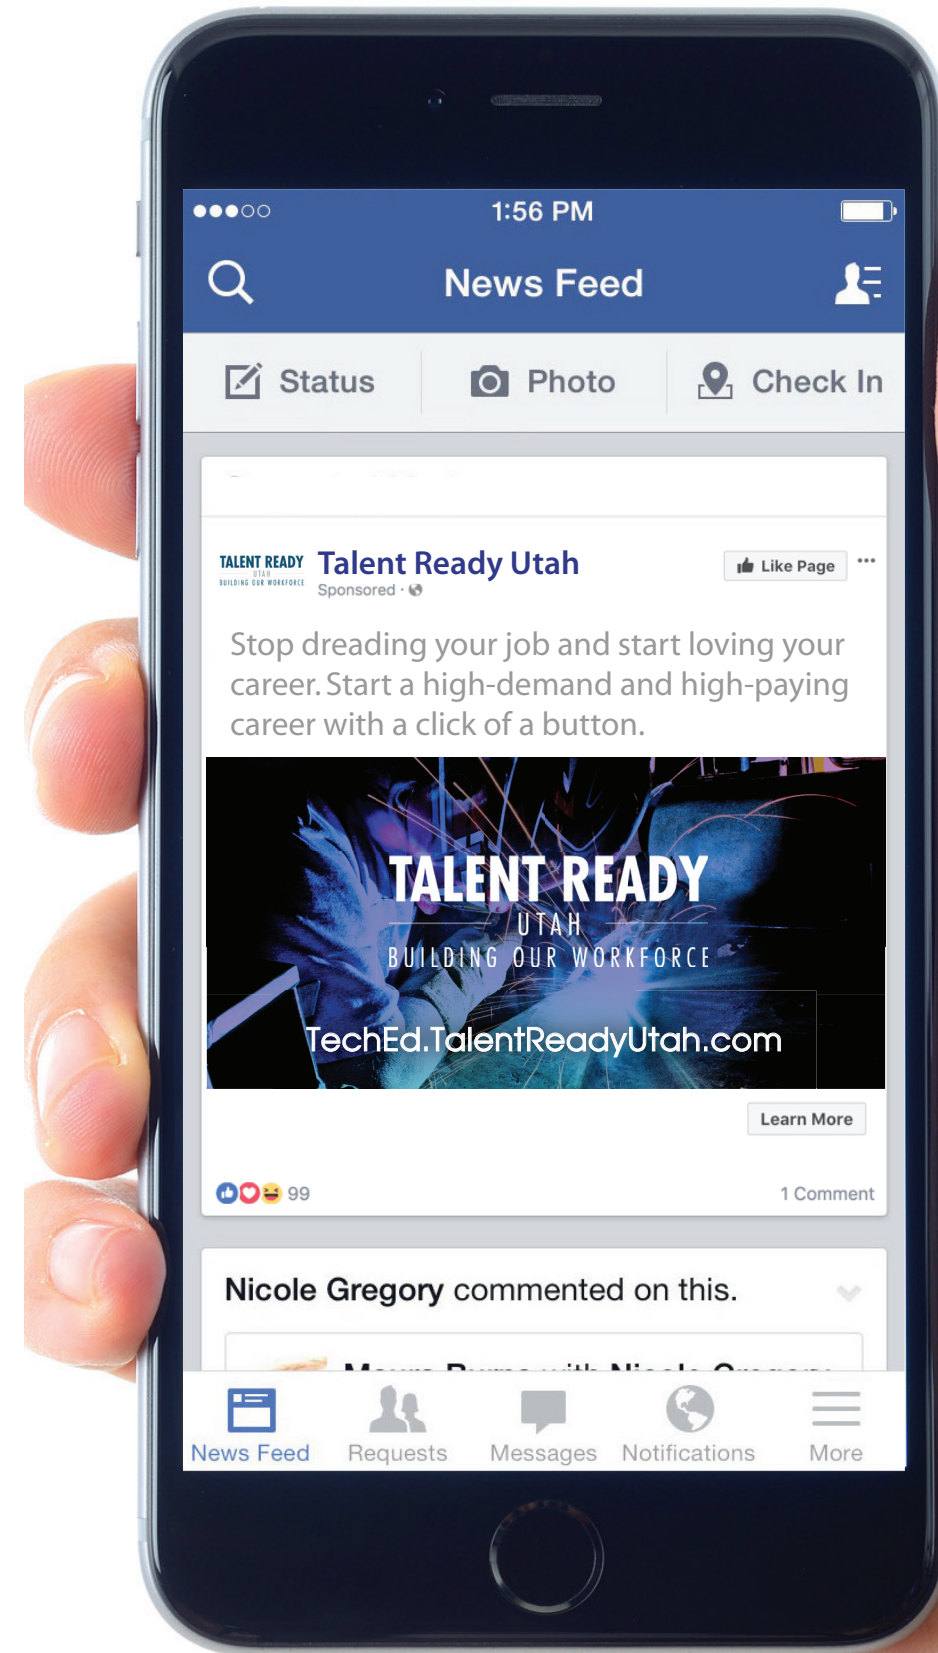 1:56 PM
News Feed
Status
Photo
Check In
TALENT READY
UTAH
BUILDING OUR WORKFORCE
Talent Ready Utah
Like Page
Sponsored ·
Stop dreading your job and start loving your
career. Start a high-demand and high-paying
career with a click of a button.
TALENT READY
UTAH
BUILDING OUR WORKFORCE
TechEd.TalentReadyUtah.com
Learn More
99
1 Comment
Nicole Gregory commented on this.
with Nicole Gregory
News Feed
Requests
Messages
Notifications
More